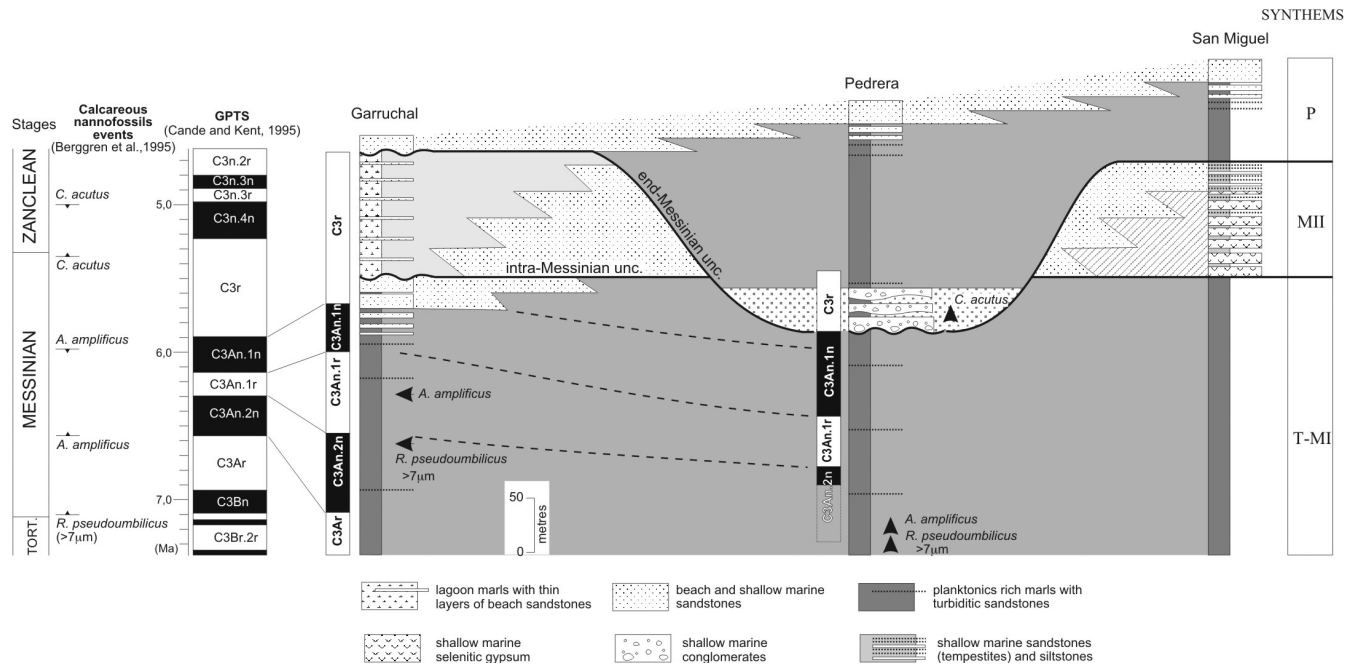 SYNTHEMS
San Miguel
Pedrera
Garruchal
Stages
Calcareous
nannofossils
events
(Berggren et al.,1995)
GPTS
(Cande and Kent, 1995)
ZANCLEAN
MESSINIAN
TORT.
C. acutus
C. acutus
A. amplificus
A. amplificus
R. pseudoumbilicus
(>7μm)
5,0
6,0
7,0
(Ma)
C3n.2r
C3n.3n
C3n.3r
C3n.4n
C3r
C3An.1n
C3An.1r
C3An.2n
C3Ar
C3Bn
C3Br.2r
C3r
C3An.1n
C3An.1r
C3An.2n
C3Ar
end-Messinian unc.
intra-Messinian unc.
A. amplificus
R. pseudoumbilicus
>7μm
50
metres
0
C3r
C3An.1n
C3An.1r
C3An.2n
C. acutus
A. amplificus
R. pseudoumbilicus
>7μm
P
MII
T-MI
lagoon marls with thin
layers of beach sandstones
beach and shallow marine
sandstones
planktonics rich marls with
turbiditic sandstones
shallow marine
selenitic gypsum
shallow marine
conglomerates
shallow marine sandstones
(tempestites) and siltstones